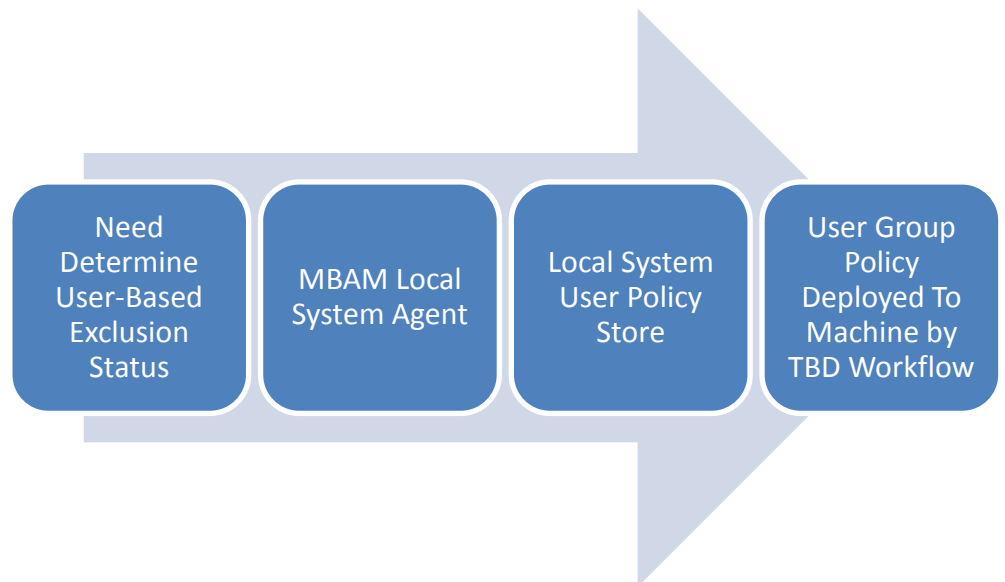 Need
Determine
User-Based
Exclusion
Status
MBAM Local
System Agent
Local System
User Policy
Store
User Group
Policy
Deployed To
Machine by
TBD Workflow